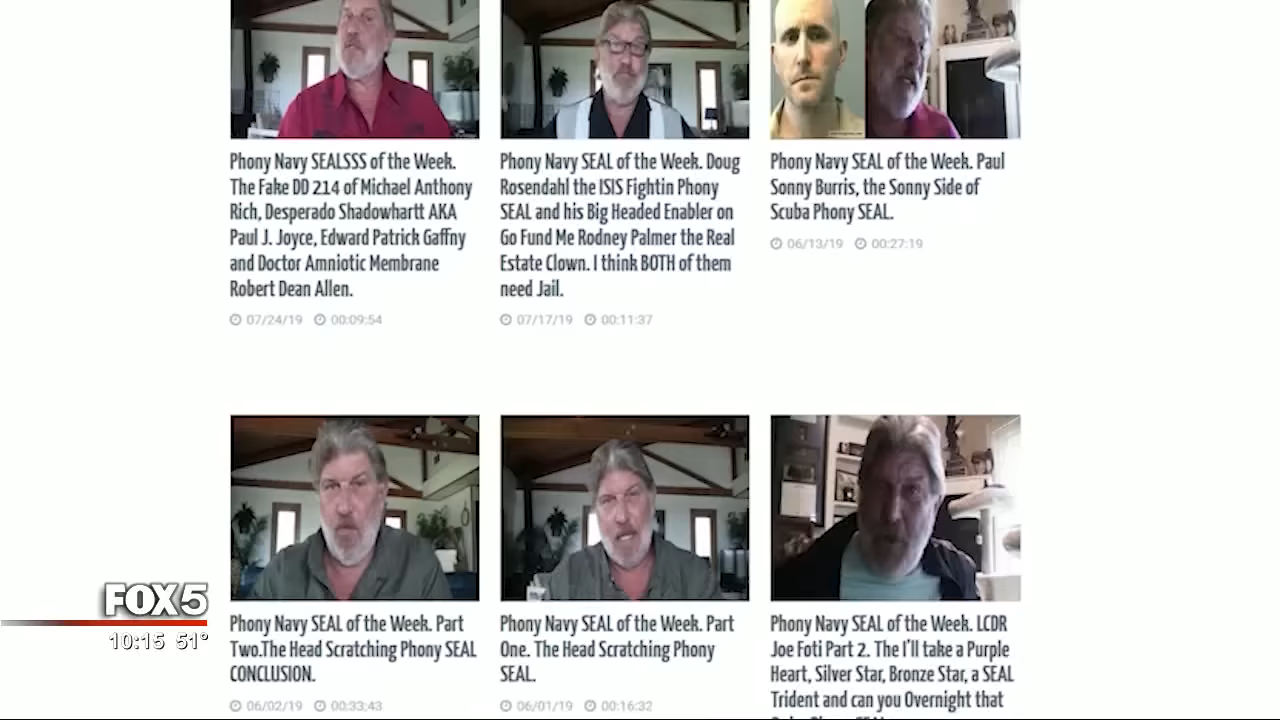 Phony Navy SEALSSS of the Week.
The Fake DD 214 of Michael Anthony
Rich, Desperado Shadowhartt AKA
Paul J. Joyce, Edward Patrick Gaffny
and Doctor Amniotic Membrane
Robert Dean Allen.
07/24/19 00:09:54
Phony Navy SEAL of the Week. Doug
Rosendahl the ISIS Fightin Phony
SEAL and his Big Headed Enabler on
Go Fund Me Rodney Palmer the Real
Estate Clown. I think BOTH of them
need Jail.
07/17/19 00:11:37
Phony Navy SEAL of the Week. Paul
Sonny Burris, the Sonny Side of
Scuba Phony SEAL.
06/13/19 00:27:19
Phony Navy SEAL of the Week. Part
Two.The Head Scratching Phony SEAL
CONCLUSION.
06/02/19 00:33:43
Phony Navy SEAL of the Week. Part
One. The Head Scratching Phony
SEAL.
06/01/19 00:16:32
Phony Navy SEAL of the Week. LCDR
Joe Foti Part 2. The I'll take a Purple
Heart, Silver Star, Bronze Star, a SEAL
Trident and can you Overnight that
FOX 5
10:15 51°